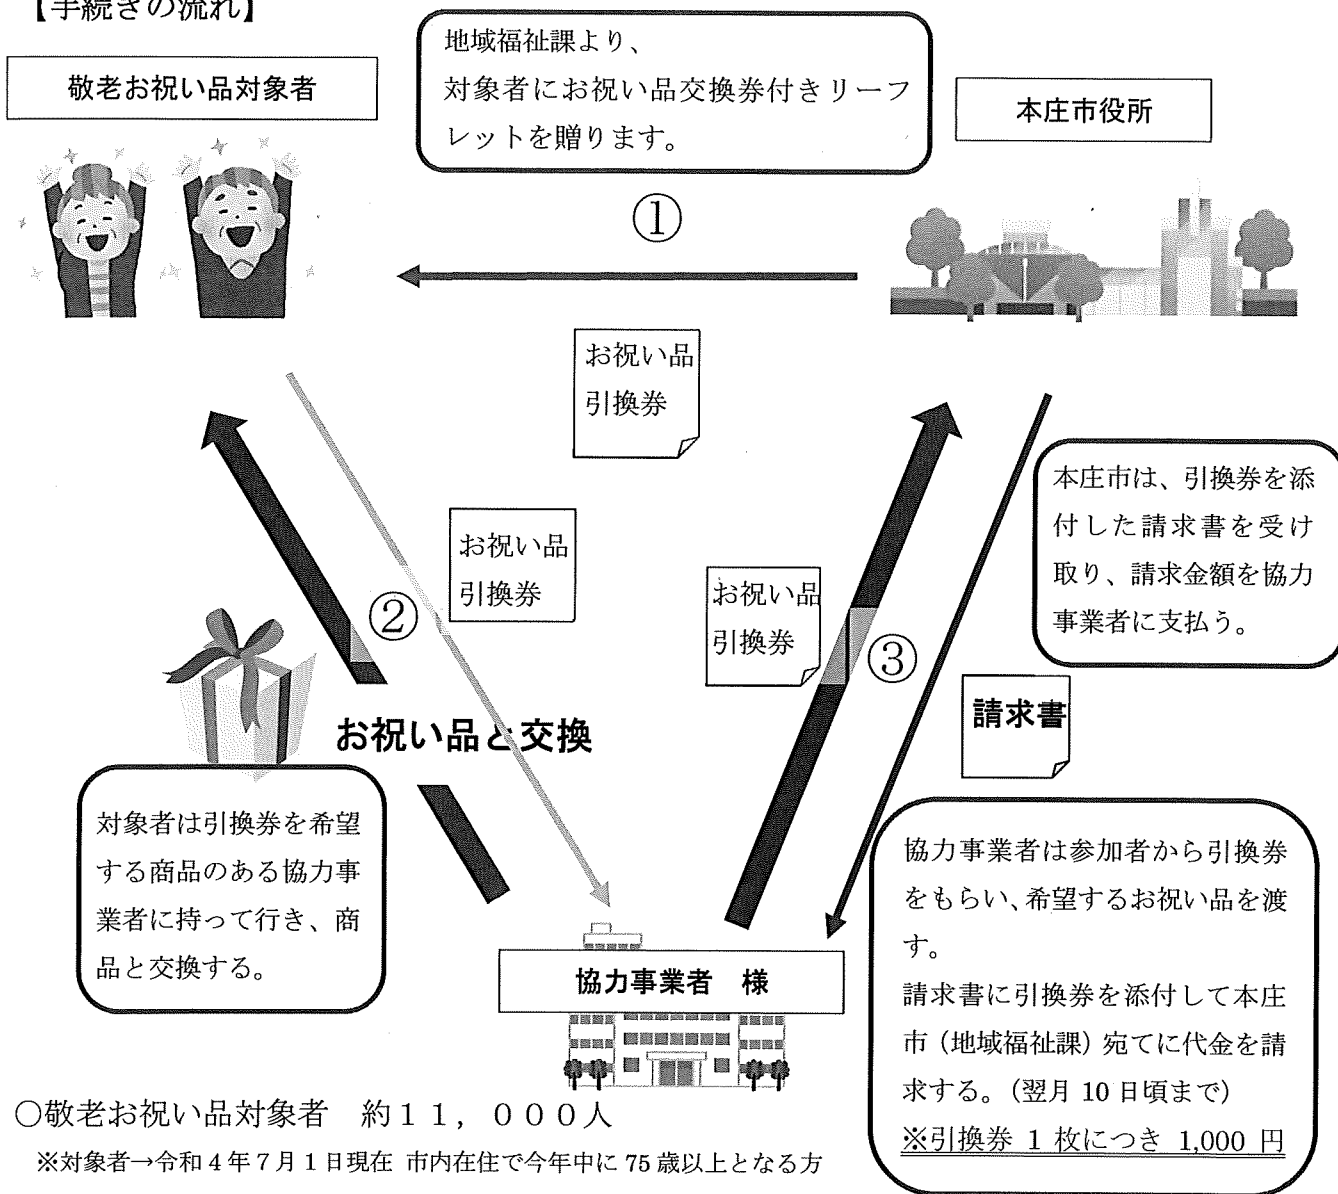 【手続きの流れ】
敬老お祝い品対象者
地域福祉課より、
対象者にお祝い品交換券付きリーフ
レットを贈ります。
本庄市役所
①
お祝い品
引換券
お祝い品
引換券
②
お祝い品と交換
対象者は引換券を希望
する商品のある協力事
業者に持って行き、商
品と交換する。
お祝い品
引換券
③
本庄市は、引換券を添
付した請求書を受け
取り、請求金額を協力
事業者に支払う。
請求書
協力事業者　様
協力事業者は参加者から引換券
をもらい、希望するお祝い品を渡
す。
請求書に引換券を添付して本庄
市（地域福祉課）宛てに代金を請
求する。（翌月 10 日頃まで）
※引換券 1 枚につき 1,000 円
○敬老お祝い品対象者　約１１，０００人
※対象者→令和 4 年 7 月 1 日現在 市内在住で今年中に 75 歳以上となる方